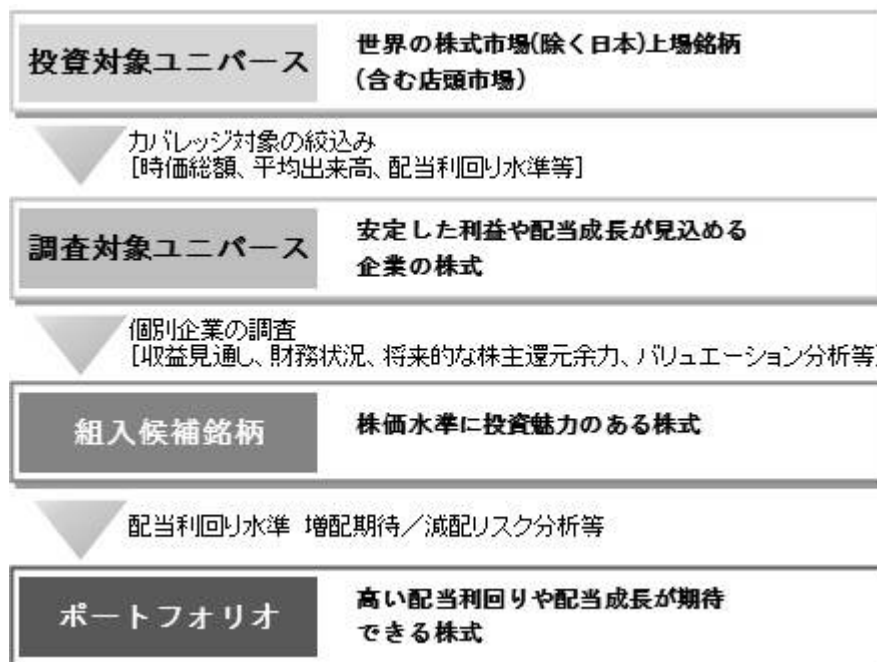 投資対象ユニバース
世界の株式市場(除く日本)上場銘柄
(含む店頭市場)
カバレッジ対象の絞込み
[時価総額、平均出来高、配当利回り水準等]
調査対象ユニバース
安定した利益や配当成長が見込める
企業の株式
個別企業の調査
[収益見通し、財務状況、将来的な株主還元余力、バリュエーション分析等]
組入候補銘柄
株価水準に投資魅力のある株式
配当利回り水準 増配期待／減配リスク分析等
ポートフォリオ
高い配当利回りや配当成長が期待
できる株式